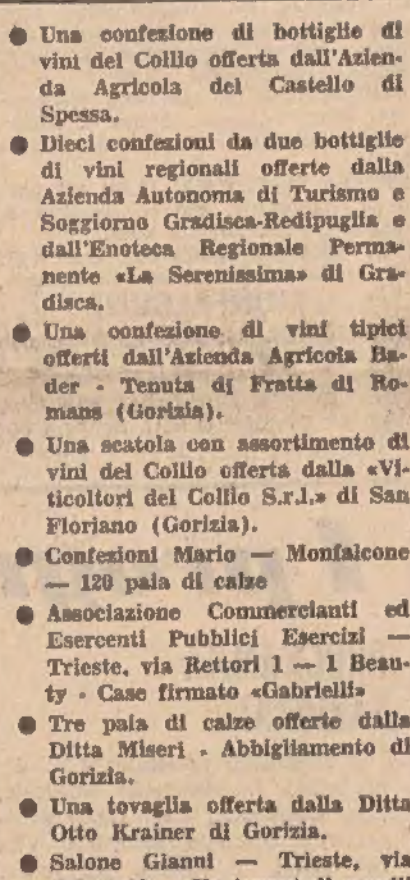 ● Una confezione di bottiglie di
vini del Collio offerta dall'Azien-
da Agricola del Castello di
Spessa.
● Dieci confezioni da due bottiglie
di vini regionali offerte dalla
Azienda Autonoma di Turismo e
Soggiorno Gradisca-Redipuglia e
dall'Enoteca Regionale Perma-
nente «La Serenissima» di Gra-
disca.
● Una confezione di vini tipici
offerti dall'Azienda Agricola Ba-
der - Tenuta di Fratta di Ro-
mans (Gorizia).
● Una scatola con assortimento di
vini del Collio offerta dalla «Vi-
ticoltori del Collio S.r.l.» di San
Floriano (Gorizia).
● Confezioni Mario — Monfalcone
— 120 paia di calze
● Associazione Commercianti ed
Esercenti Pubblici Esercizi —
Trieste, via Rettori 1 — 1 Beau-
ty - Case firmato «Gabrielli»
● Tre paia di calze offerte dalla
Ditta Miseri - Abbigliamento di
Gorizia.
● Una tovaglia offerta dalla Ditta
Otto Krainer di Gorizia.
● Salone Gianni — Trieste, via